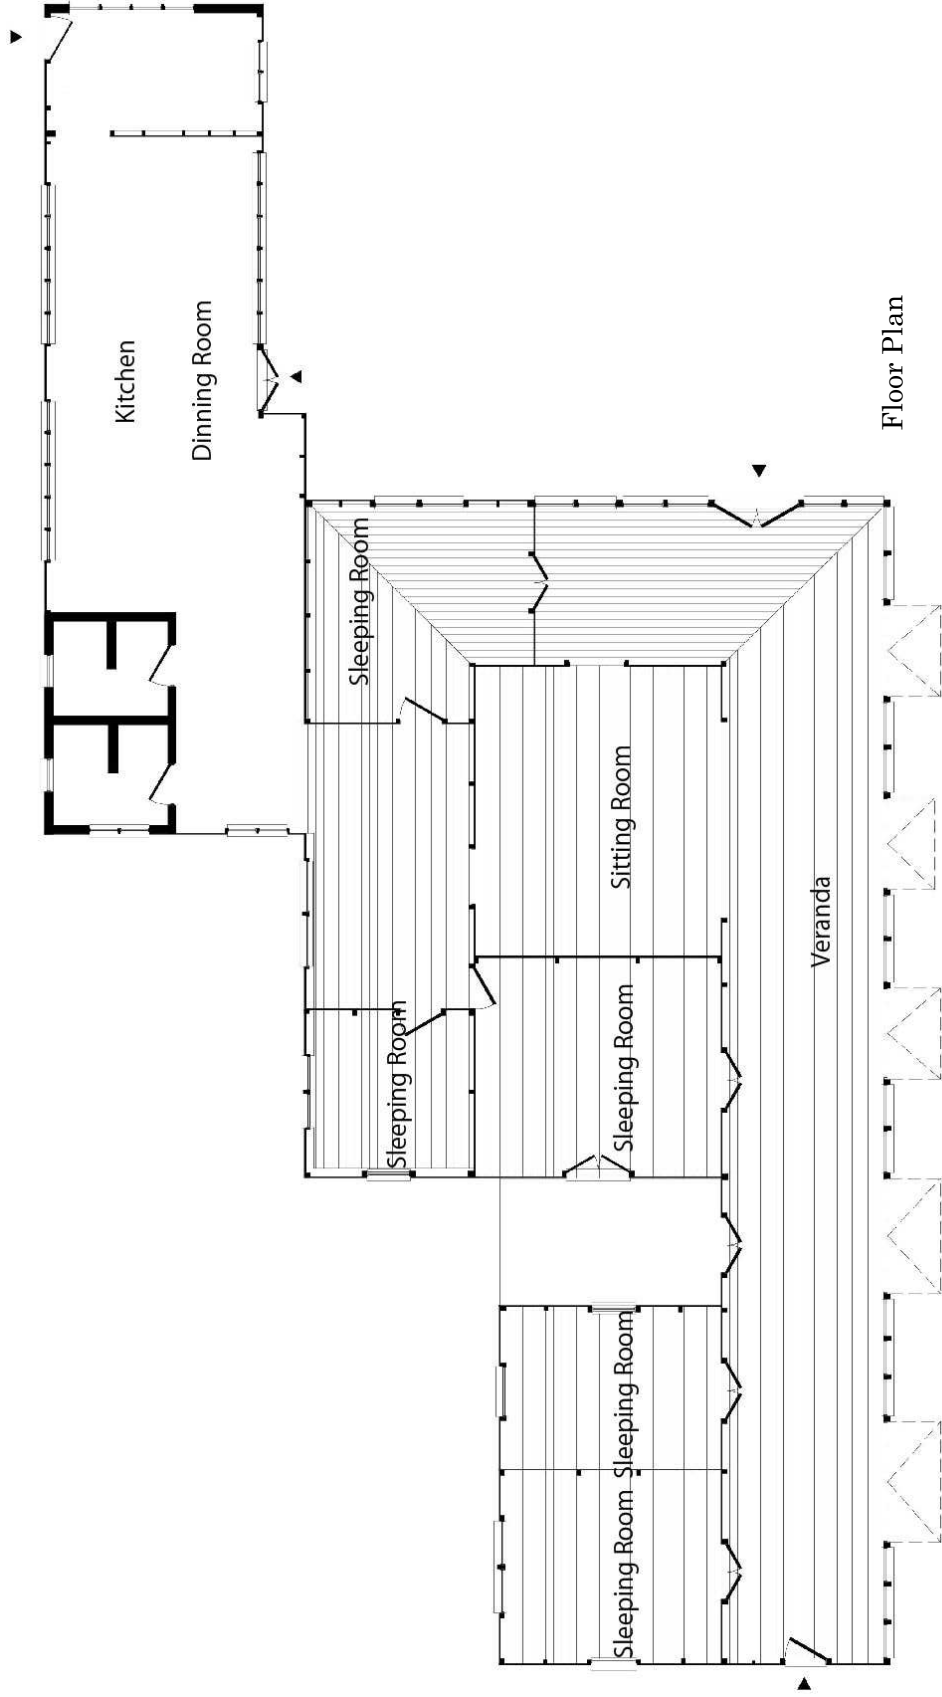 Kitchen
Dinning Room
Sleeping Room
Sleeping Room
Sitting Room
Sleeping Room
Sleeping Room
Sleeping Room
Veranda
Floor Plan